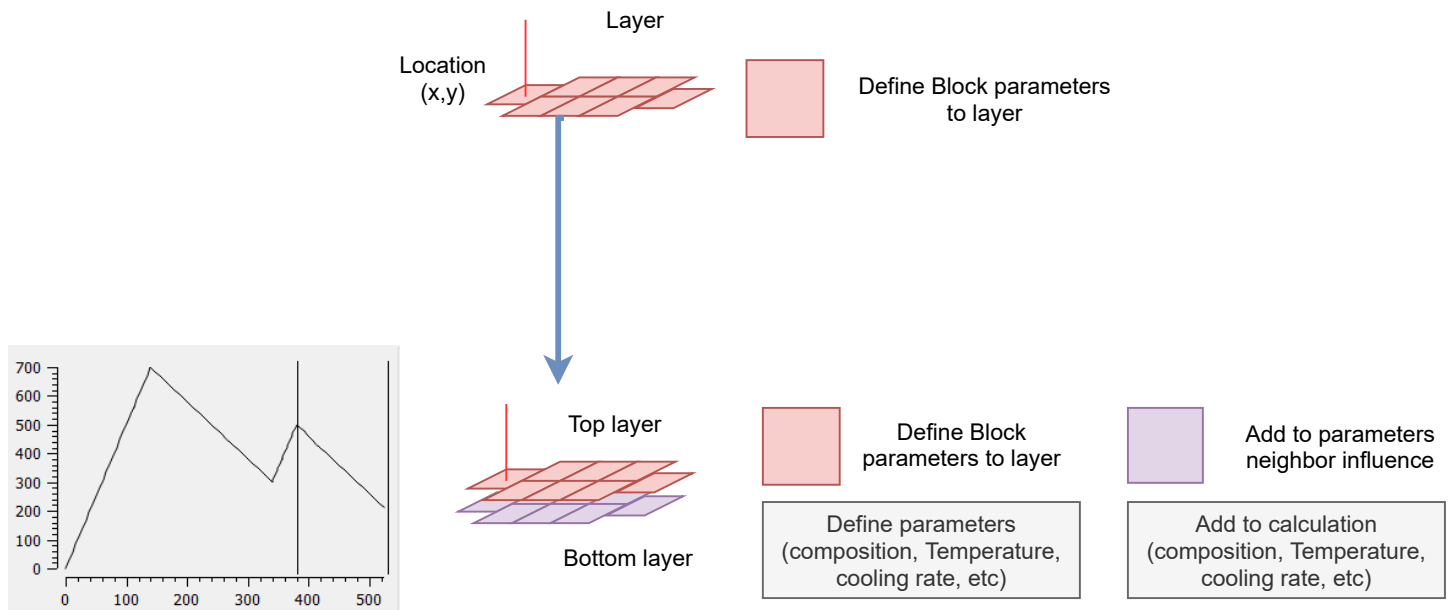 Layer
Location
(x,y)
Define Block parameters
to layer
700
600
500
400
300
200
100
0
0 100 200 300 400 500
Top layer
Bottom layer
Define Block
parameters to layer
Add to parameters
neighbor influence
Define parameters
(composition, Temperature,
cooling rate, etc)
Add to calculation
(composition, Temperature,
cooling rate, etc)